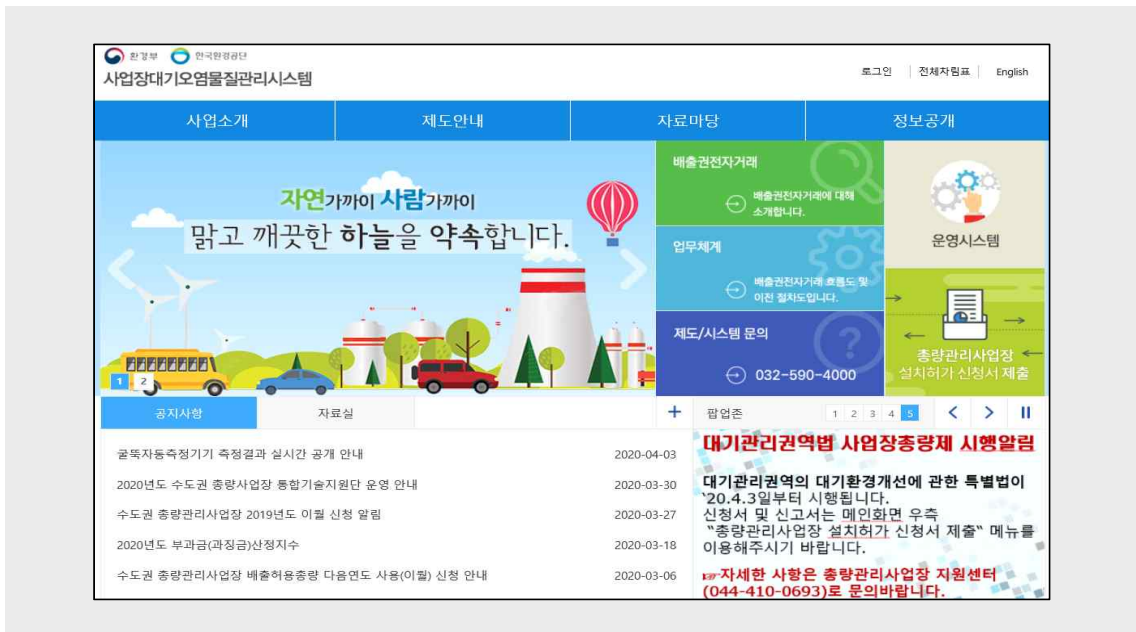 환경부 한국환경공단
사업장대기오염물질관리시스템
로그인 전체차림표 English
사업소개 제도안내 자료마당 정보공개
자연가까이 사람가까이
맑고 깨끗한 하늘을 약속합니다.
1 2
배출권전자거래
배출권전자거래에 대해
소개합니다.
업무체계
배출권전자거래 흐름도 및
이전 절차도입니다.
제도/시스템 문의
032-590-4000
운영시스템
총량관리사업장
설치허가 신청서 제출
공지사항 자료실 +
굴뚝자동측정기기 측정결과 실시간 공개 안내 2020-04-03
2020년도 수도권 총량사업장 통합기술지원단 운영 안내 2020-03-30
수도권 총량관리사업장 2019년도 이월 신청 알림 2020-03-27
2020년도 부과금(과징금)산정지수 2020-03-18
수도권 총량관리사업장 배출허용총량 다음연도 사용(이월) 신청 안내 2020-03-06
팝업존 1 2 3 4 5
대기관리권역법 사업장총량제 시행알림
대기관리권역의 대기환경개선에 관한 특별법이
`20.4.3일부터 시행됩니다.
신청서 및 신고서는 메인화면 우측
"총량관리사업장 설치허가 신청서 제출" 메뉴를
이용해주시기 바랍니다.
☞자세한 사항은 총량관리사업장 지원센터
(044-410-0693)로 문의바랍니다.